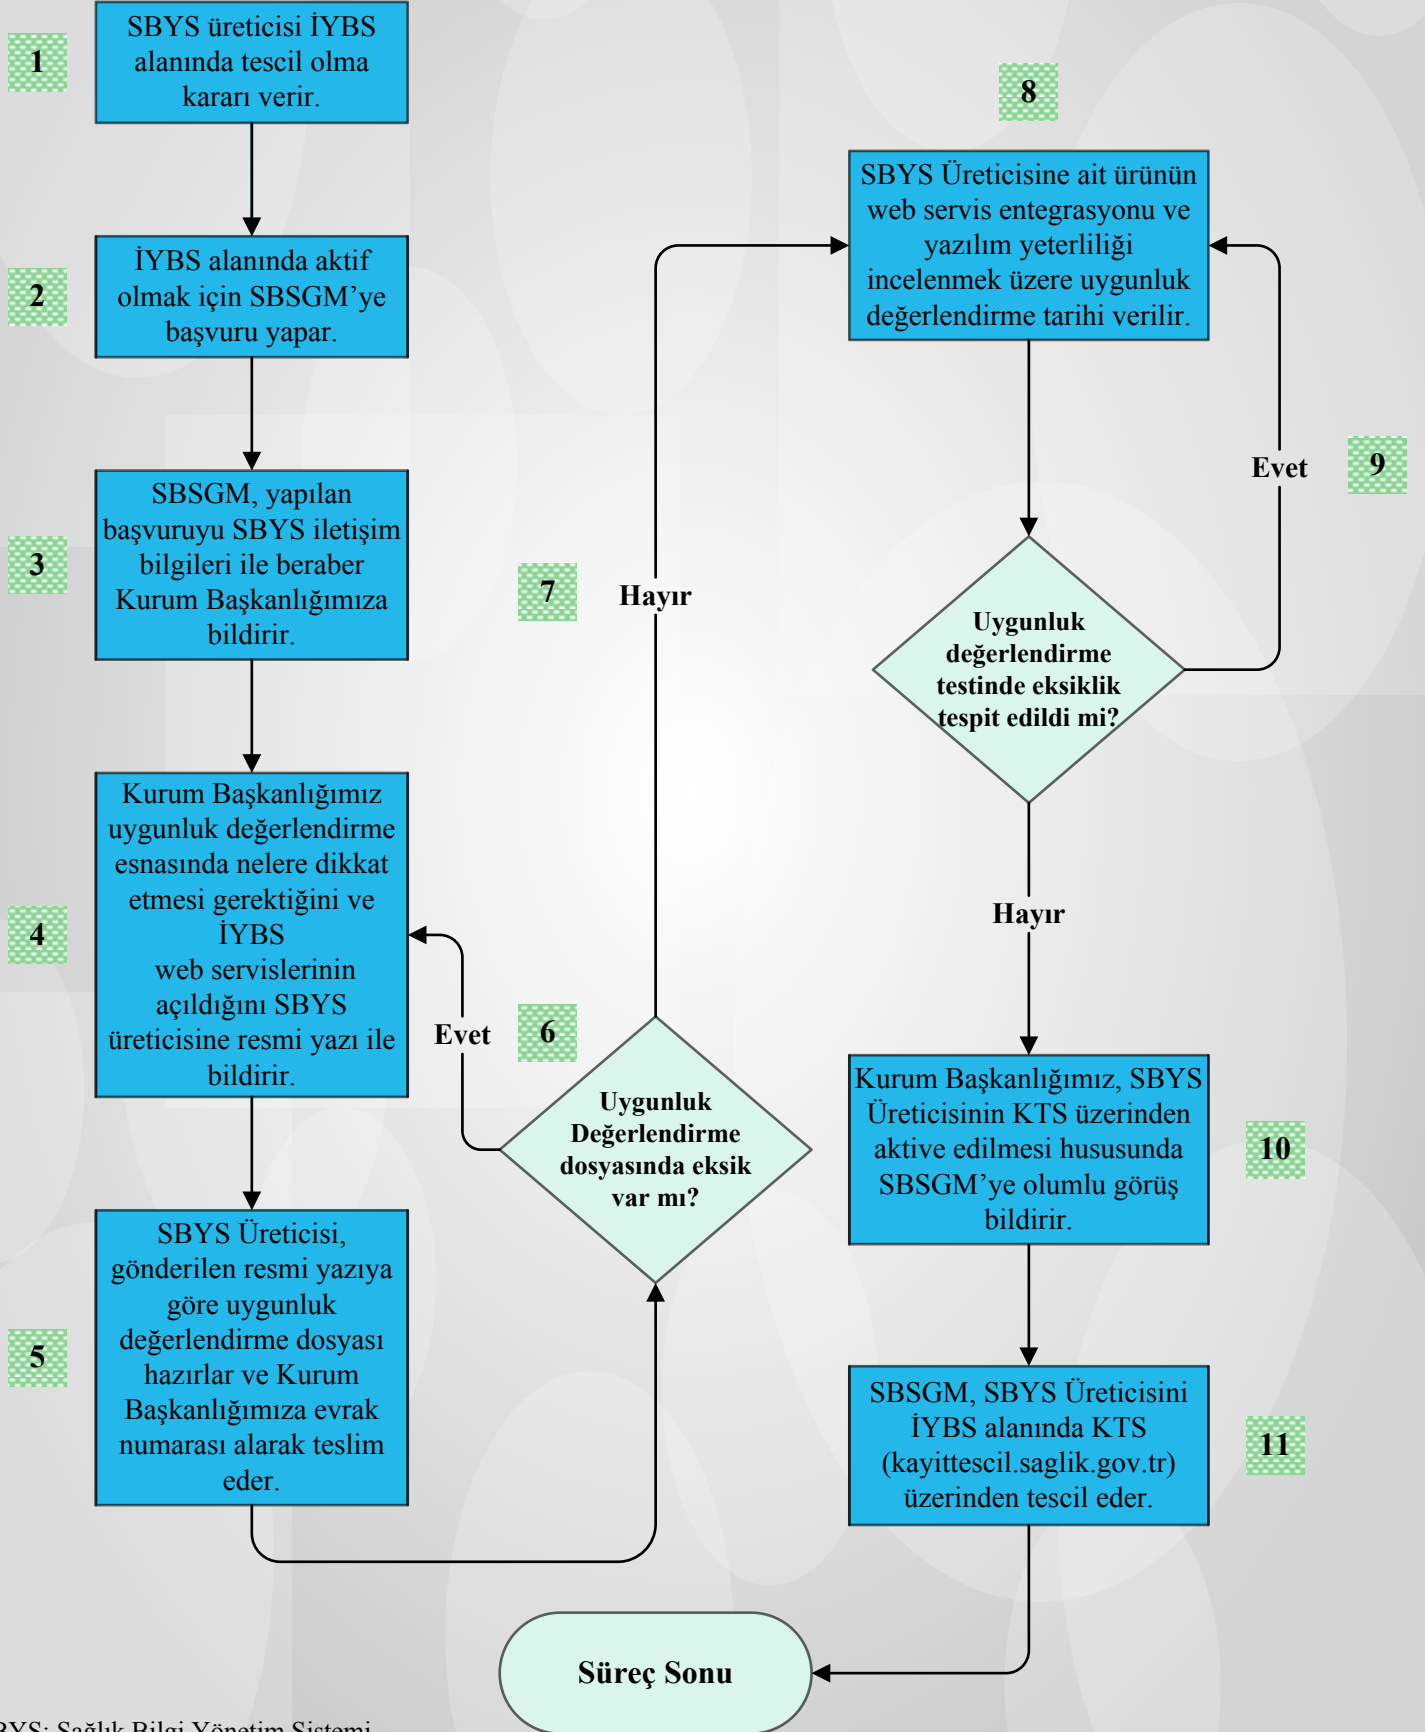 1
SBYS üreticisi İYBS
alanında tescil olma
kararı verir.
2
İYBS alanında aktif
olmak için SBSGM’ye
başvuru yapar.
3
SBSGM, yapılan
başvuruyu SBYS iletişim
bilgileri ile beraber
Kurum Başkanlığımıza
bildirir.
4
Kurum Başkanlığımız
uygunluk değerlendirme
esnasında nelere dikkat
etmesi gerektiğini ve
İYBS
web servislerinin
açıldığını SBYS
üreticisine resmi yazı ile
bildirir.
5
SBYS Üreticisi,
gönderilen resmi yazıya
göre uygunluk
değerlendirme dosyası
hazırlar ve Kurum
Başkanlığımıza evrak
numarası alarak teslim
eder.
Evet
6
Uygunluk
Değerlendirme
dosyasında eksik
var mı?
7
Hayır
8
SBYS Üreticisine ait ürünün
web servis entegrasyonu ve
yazılım yeterliliği
incelenmek üzere uygunluk
değerlendirme tarihi verilir.
Evet
9
Uygunluk
değerlendirme
testinde eksiklik
tespit edildi mi?
Hayır
Kurum Başkanlığımız, SBYS
Üreticisinin KTS üzerinden
aktive edilmesi hususunda
SBSGM’ye olumlu görüş
bildirir.
10
SBSGM, SBYS Üreticisini
İYBS alanında KTS
(kayittescil.saglik.gov.tr)
üzerinden tescil eder.
11
Süreç Sonu
BYS: Sağlık Bilgi Yönetim Sistemi